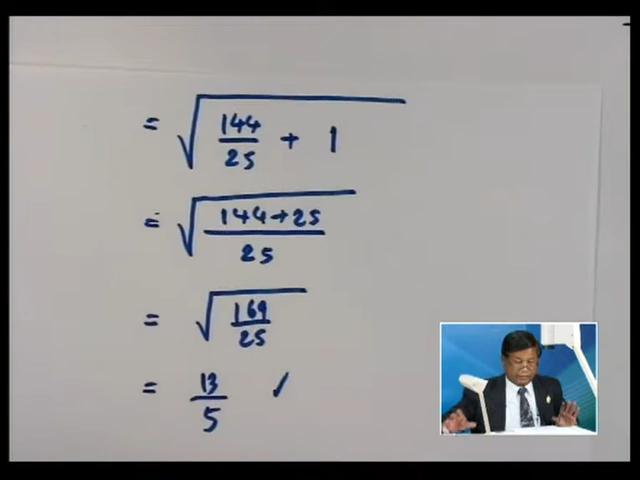 = √(144/25 + 1)
= √((144+25)/25)
= √(169/25)
= 13/5 ✓